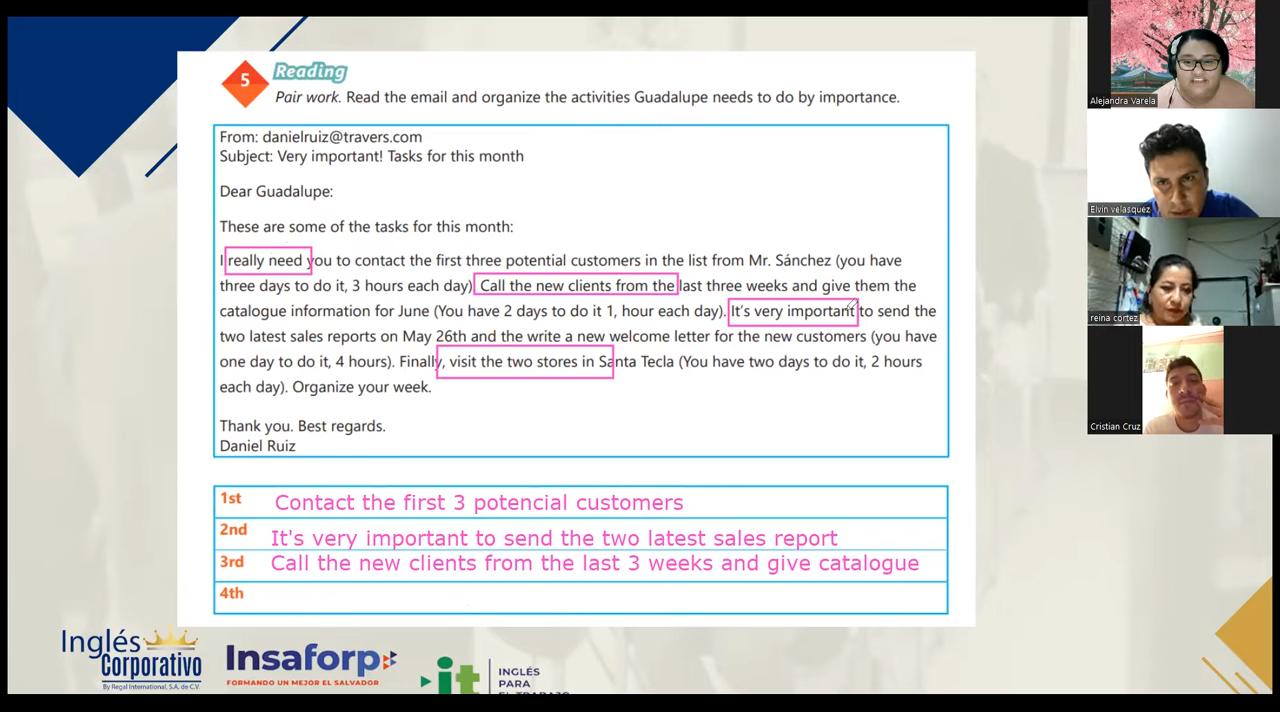 5
Reading
Pair work. Read the email and organize the activities Guadalupe needs to do by importance.
From: danielruiz@travers.com
Subject: Very important! Tasks for this month
Dear Guadalupe:
These are some of the tasks for this month:
I really need you to contact the first three potential customers in the list from Mr. Sánchez (you have
three days to do it, 3 hours each day). Call the new clients from the last three weeks and give them the
catalogue information for June (You have 2 days to do it 1, hour each day). It's very important to send the
two latest sales reports on May 26th and the write a new welcome letter for the new customers (you have
one day to do it, 4 hours). Finally, visit the two stores in Santa Tecla (You have two days to do it, 2 hours
each day). Organize your week.
Thank you. Best regards.
Daniel Ruiz
1st Contact the first 3 potencial customers
2nd It's very important to send the two latest sales report
3rd Call the new clients from the last 3 weeks and give catalogue
4th
Inglés
Corporativo
By Regal International, S.A. de C.V.
Insaforp
FORMANDO UN MEJOR EL SALVADOR
it
INGLÉS
PARA
EL TRABAJO
Alejandra Varela
Elvin velasquez
reina cortez
Cristian Cruz